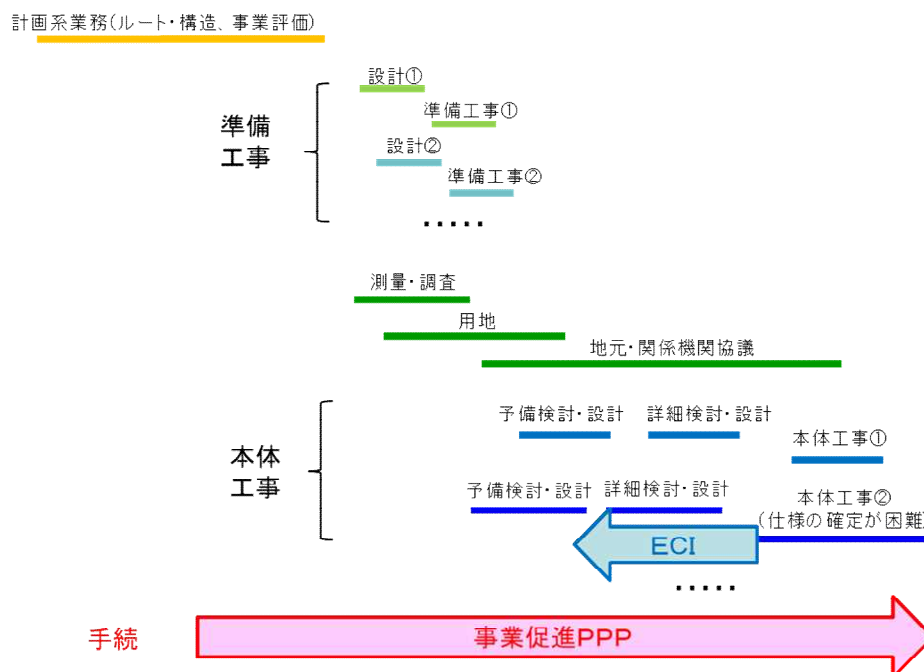 計画系業務(ルート・構造、事業評価)
設計①
準備工事①
準備
工事
設計②
準備工事②
・・・・・
測量・調査
用地
地元・関係機関協議
予備検討・設計
詳細検討・設計
本体工事①
本体
工事
予備検討・設計
詳細検討・設計
本体工事②
(仕様の確定が困難)
ECI
・・・・・
手続
事業促進PPP